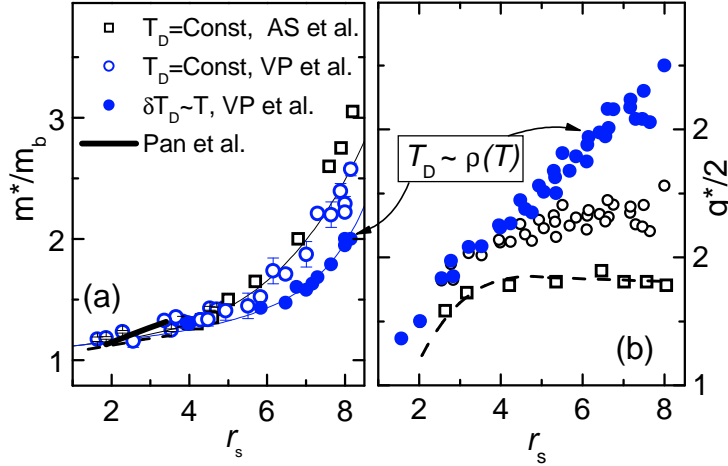 T_D=Const, AS et al.
T_D=Const, VP et al.
δT_D~T, VP et al.
Pan et al.
m*/m_b
3
2
1
(a)
2
4
6
8
r_s
T_D ~ ρ(T)
(b)
2
4
6
8
r_s
2
2
1
g*/2